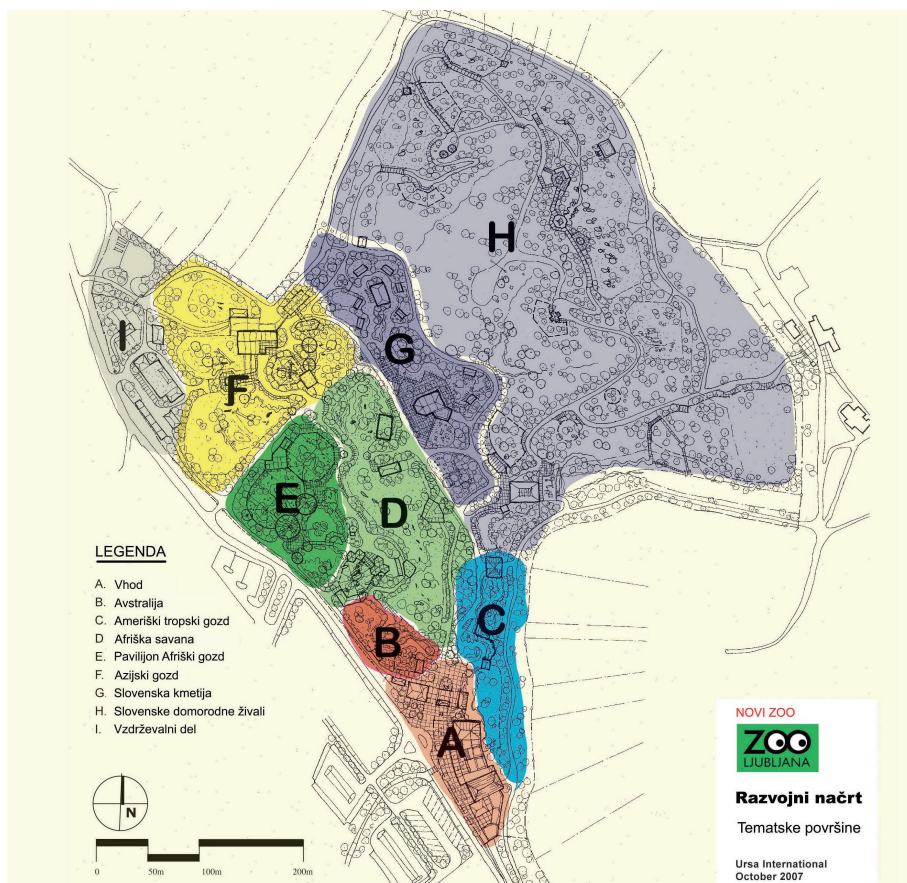 H
I
G
F
E
D
C
B
A
LEGENDA
A. Vhod
B. Avstralija
C. Ameriški tropski gozd
D Afriška savana
E. Pavilijon Afriški gozd
F. Azijski gozd
G. Slovenska kmetija
H. Slovenske domorodne živali
I. Vzdrževalni del
N
0 50m 100m 200m
NOVI ZOO
ZOO
LJUBLJANA
Razvojni načrt
Tematske površine
Ursa International
October 2007